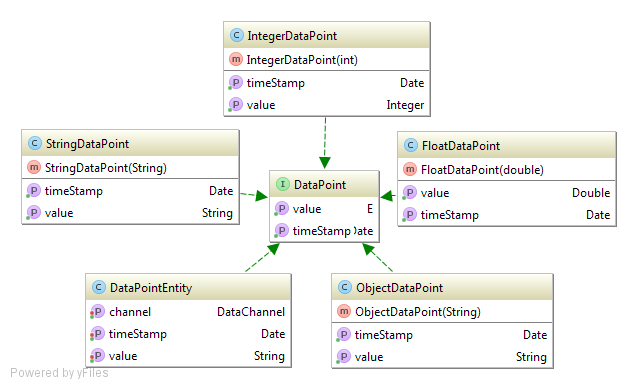 C IntegerDataPoint
m IntegerDataPoint(int)
P timeStamp Date
P value Integer
C StringDataPoint
m StringDataPoint(String)
P timeStamp Date
P value String
C FloatDataPoint
m FloatDataPoint(double)
P value Double
P timeStamp Date
I DataPoint
P value E
P timeStamp Date
C DataPointEntity
P channel DataChannel
P timeStamp Date
P value String
C ObjectDataPoint
m ObjectDataPoint(String)
P timeStamp Date
P value String
Powered by yFiles